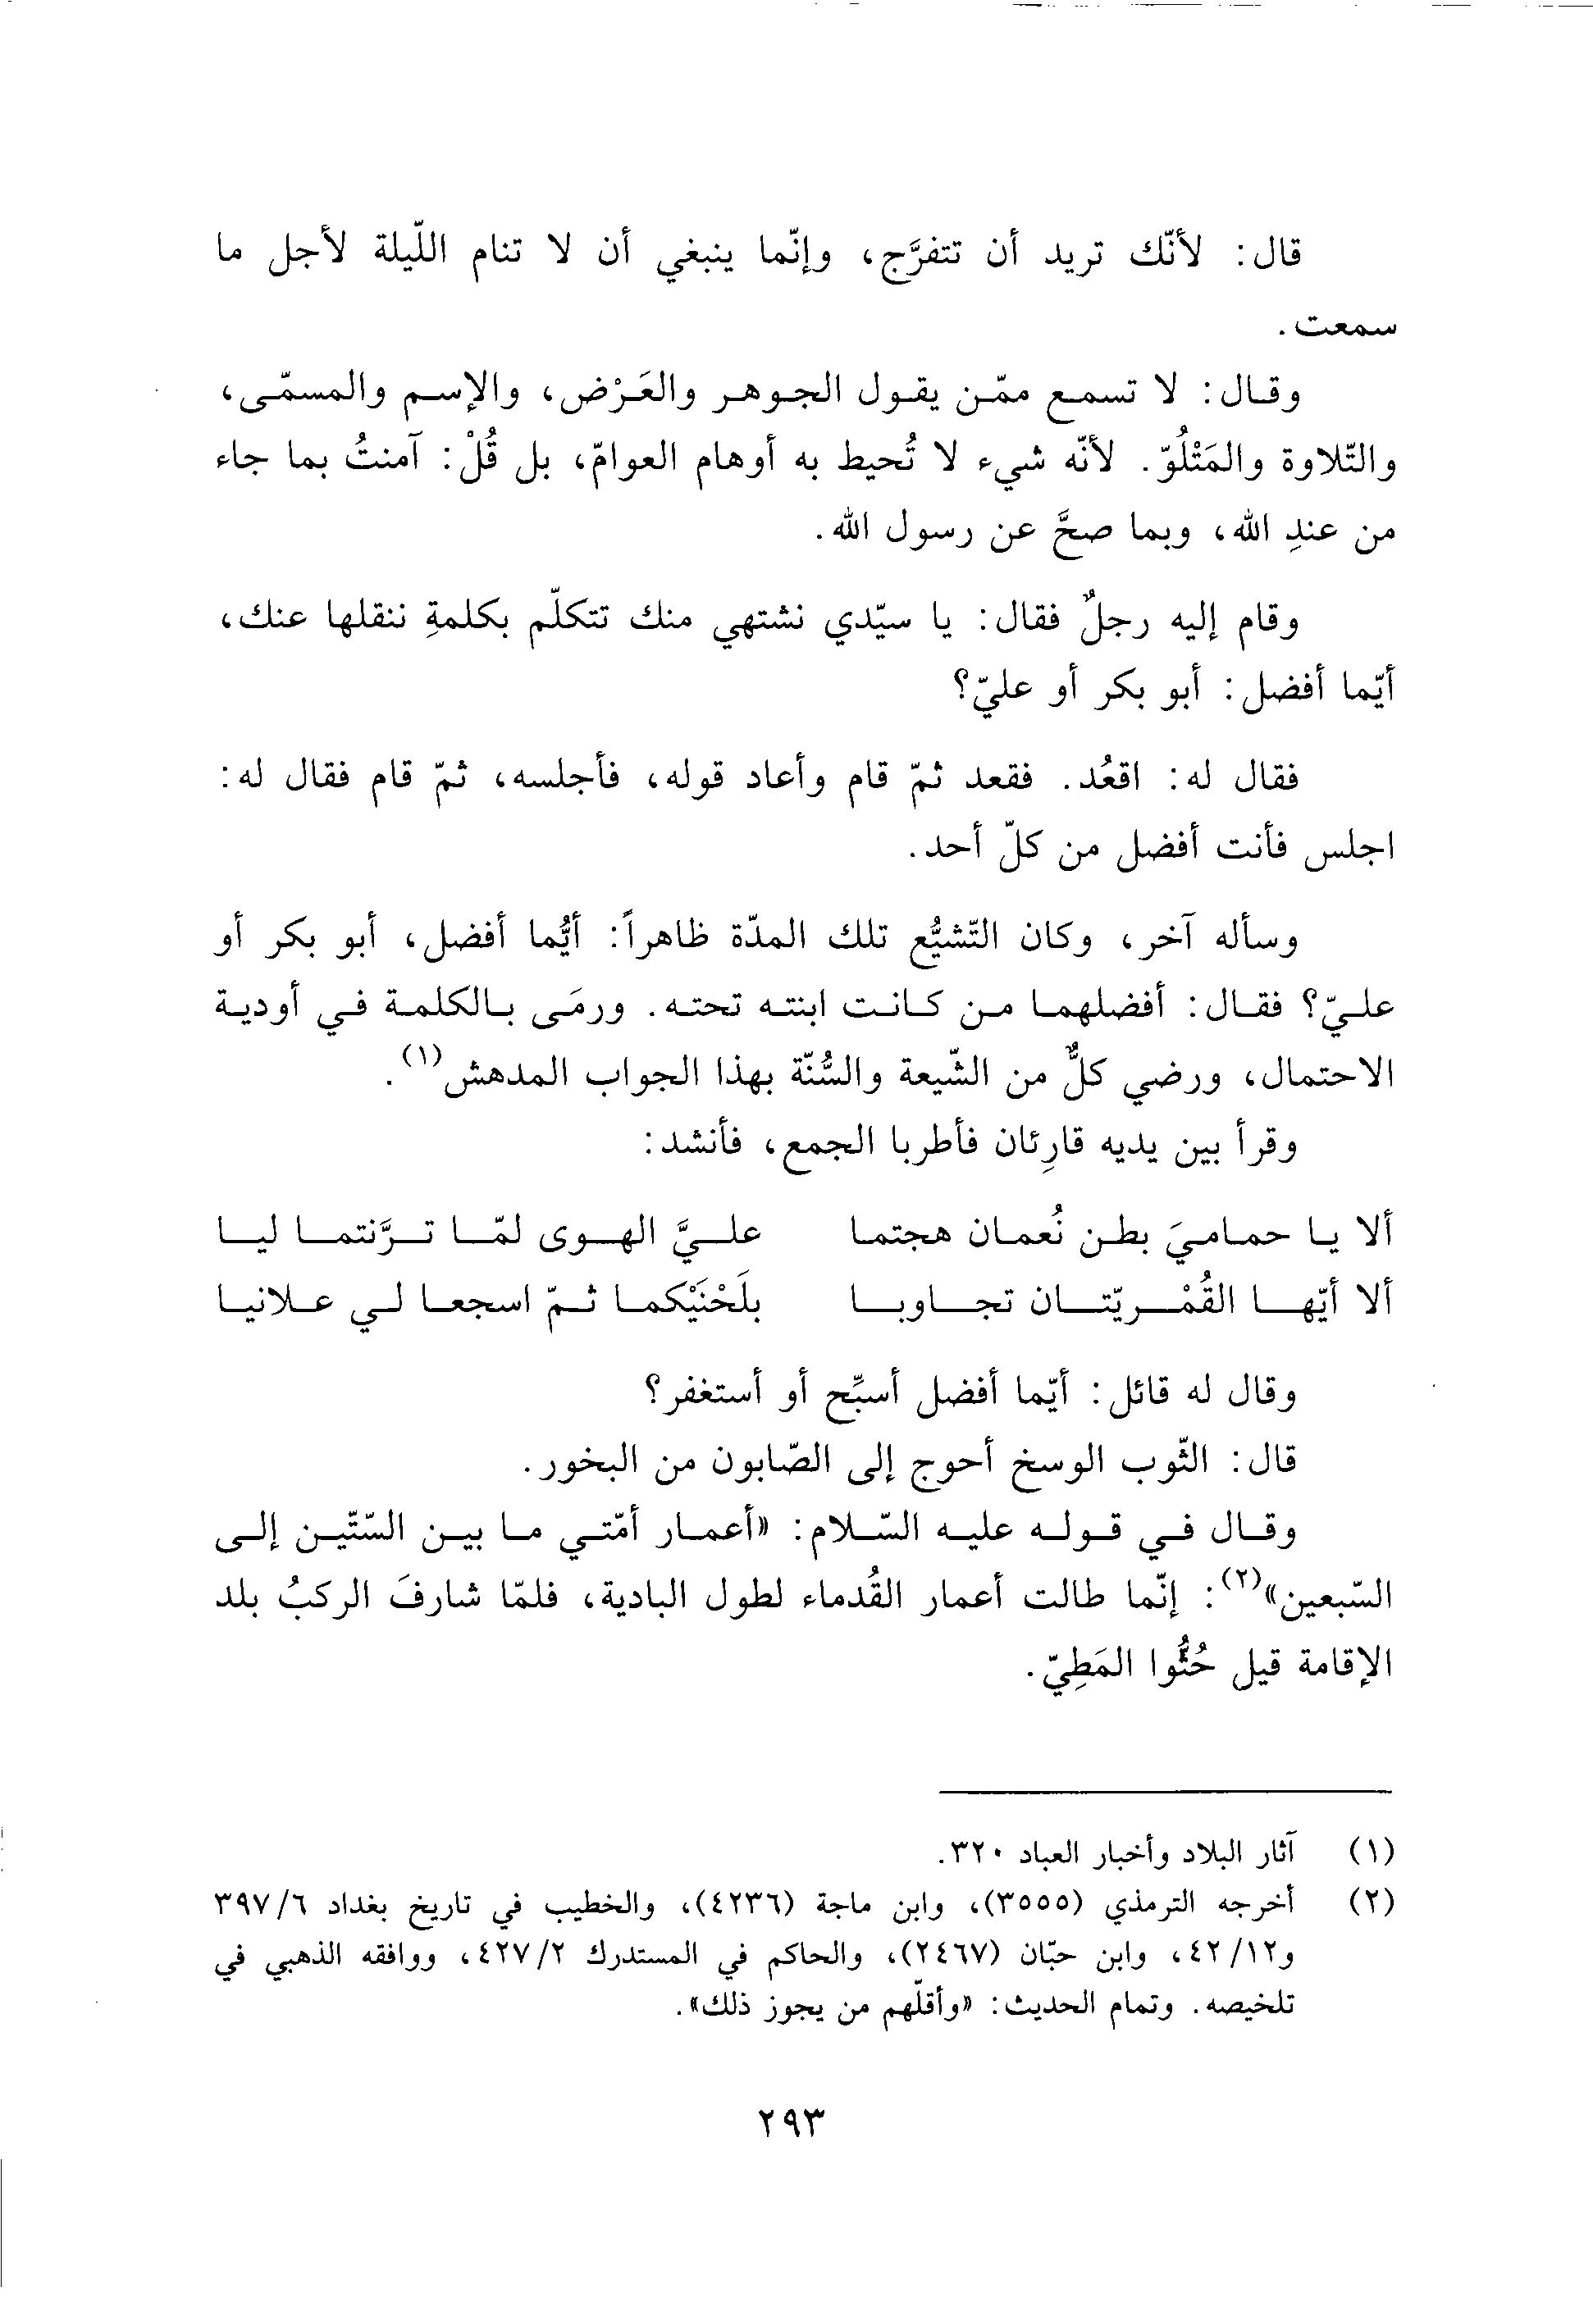 قال: لأنّك تريد أن تتفرَّج، وإنّما ينبغي أن لا تنام اللّيلة لأجل ما
سمعت.
وقال: لا تسمع ممّن يقول الجوهر والعَرْض، والإسم والمسمّى،
والتّلاوة والمَتْلُوّ. لأنّه شيء لا تُحيط به أوهام العوامّ، بل قُلْ: آمنتُ بما جاء
من عندِ الله، وبما صحَّ عن رسول الله.
وقام إليه رجلٌ فقال: يا سيّدي نشتهي منك تتكلّم بكلمةِ ننقلها عنك،
أيّما أفضل: أبو بكر أو عليّ؟
فقال له: اقعُد. فقعد ثمّ قام وأعاد قوله، فأجلسه، ثمّ قام فقال له:
اجلس فأنت أفضل من كلّ أحد.
وسأله آخر، وكان التّشيُّع تلك المدّة ظاهراً: أيُّما أفضل، أبو بكر أو
عليّ؟ فقال: أفضلهما من كانت ابنته تحته. ورمَى بالكلمة في أودية
الاحتمال، ورضي كلٌّ من الشّيعة والسُّنّة بهذا الجواب المدهش(١).
وقرأ بين يديه قارِئان فأطربا الجمع، فأنشد:
ألا يا حماميَ بطن نُعمان هجتما عليَّ الهوى لمّا ترَّنتما ليا
ألا أيّها القُمْريّتان تجاوبا بلَحْنَيْكما ثمّ اسجعا لي علانيا
وقال له قائل: أيّما أفضل أسبِّح أو أستغفر؟
قال: الثّوب الوسخ أحوج إلى الصّابون من البخور.
وقال في قوله عليه السّلام: «أعمار أمّتي ما بين السّتّين إلى
السّبعين»(٢): إنّما طالت أعمار القُدماء لطول البادية، فلمّا شارفَ الركبُ بلد
الإقامة قيل حُثُّوا المَطِيّ.
(١) آثار البلاد وأخبار العباد ٣٢٠.
(٢) أخرجه الترمذي (٣٥٥٥)، وابن ماجة (٤٢٣٦)، والخطيب في تاريخ بغداد ٣٩٧/٦
و٤٢/١٢، وابن حبّان (٢٤٦٧)، والحاكم في المستدرك ٤٢٧/٢، ووافقه الذهبي في
تلخيصه. وتمام الحديث: «وأقلّهم من يجوز ذلك».
٢٩٣